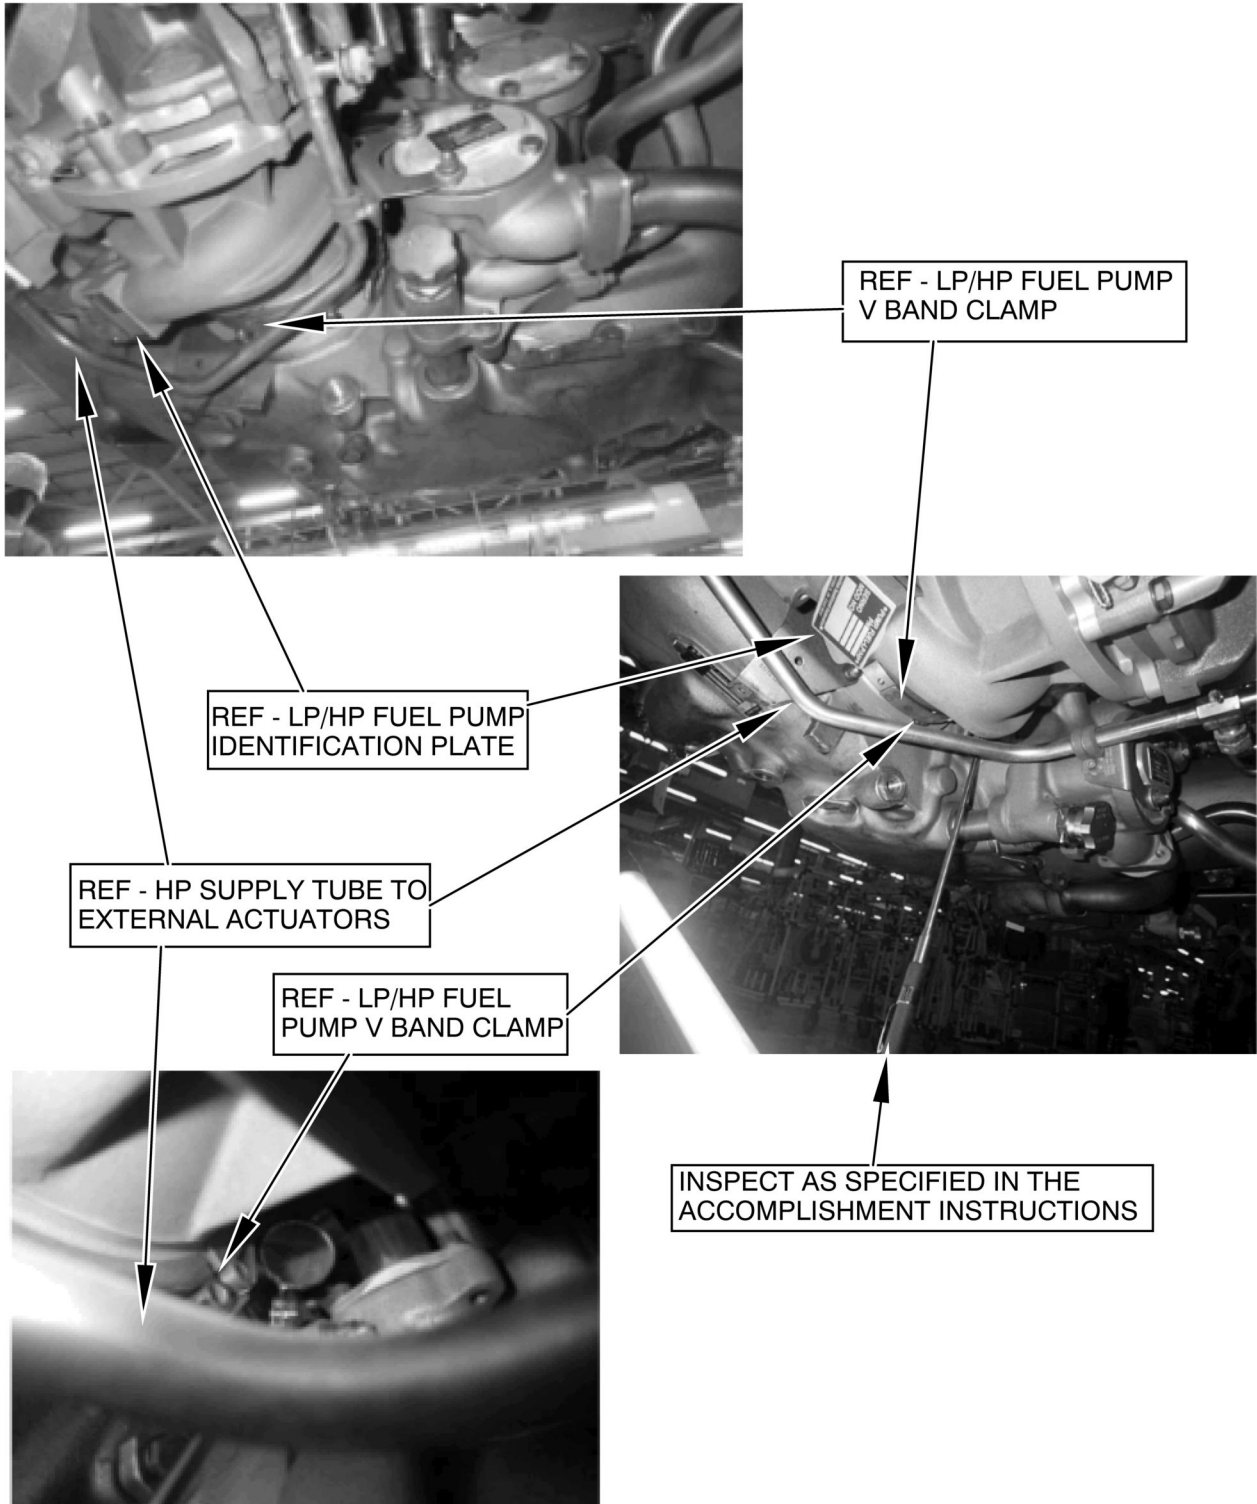 REF - LP/HP FUEL PUMP
V BAND CLAMP
REF - LP/HP FUEL PUMP
IDENTIFICATION PLATE
REF - HP SUPPLY TUBE TO
EXTERNAL ACTUATORS
REF - LP/HP FUEL
PUMP V BAND CLAMP
INSPECT AS SPECIFIED IN THE
ACCOMPLISHMENT INSTRUCTIONS